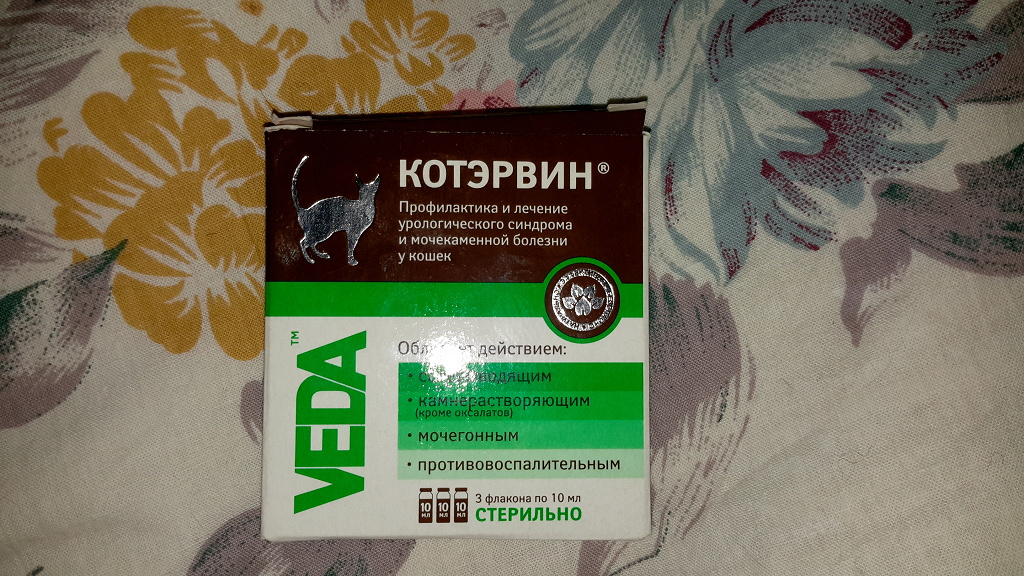 КОТЭРВИН®
Профилактика и лечение
урологического синдрома
и мочекаменной болезни
у кошек
VEDA™
действием:
•
• камнерастворяющим
(кроме оксалатов)
• мочегонным
• противовоспалительным
10 МЛ 10 МЛ 10 МЛ
3 флакона по 10 мл
СТЕРИЛЬНО